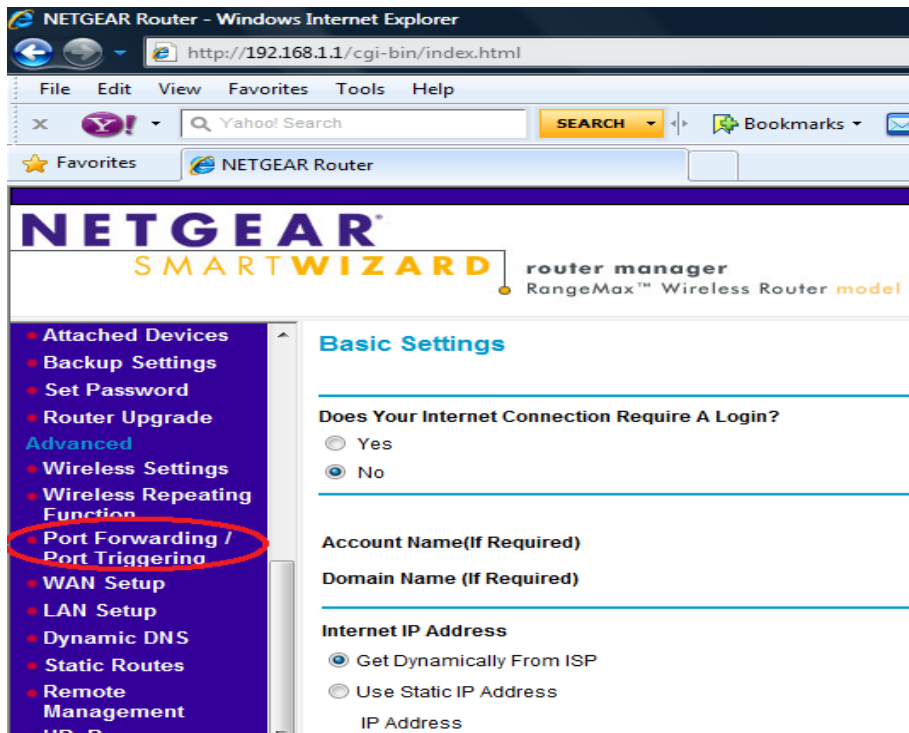 NETGEAR Router - Windows Internet Explorer
http://192.168.1.1/cgi-bin/index.html
File Edit View Favorites Tools Help
x Y! Yahoo! Search SEARCH Bookmarks
Favorites NETGEAR Router
NETGEAR
SMARTWIZARD router manager
RangeMax™ Wireless Router model
Attached Devices
Backup Settings
Set Password
Router Upgrade
Advanced
Wireless Settings
Wireless Repeating
Function
Port Forwarding /
Port Triggering
WAN Setup
LAN Setup
Dynamic DNS
Static Routes
Remote
Management
Basic Settings
Does Your Internet Connection Require A Login?
Yes
No
Account Name(If Required)
Domain Name (If Required)
Internet IP Address
Get Dynamically From ISP
Use Static IP Address
IP Address